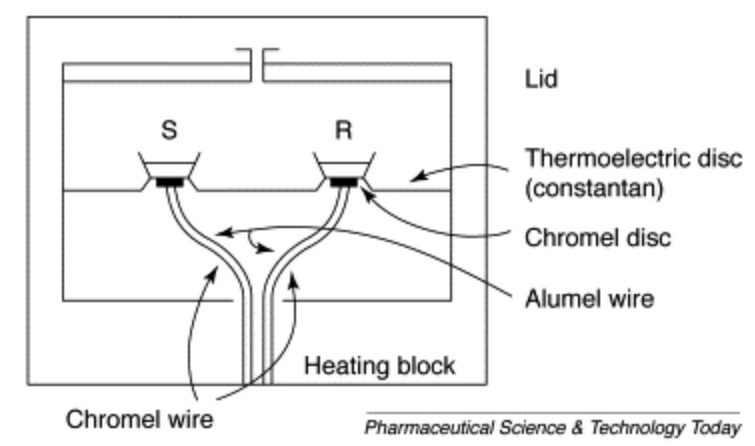 Lid
S
R
Thermoelectric disc
(constantan)
Chromel disc
Alumel wire
Heating block
Chromel wire
Pharmaceutical Science & Technology Today